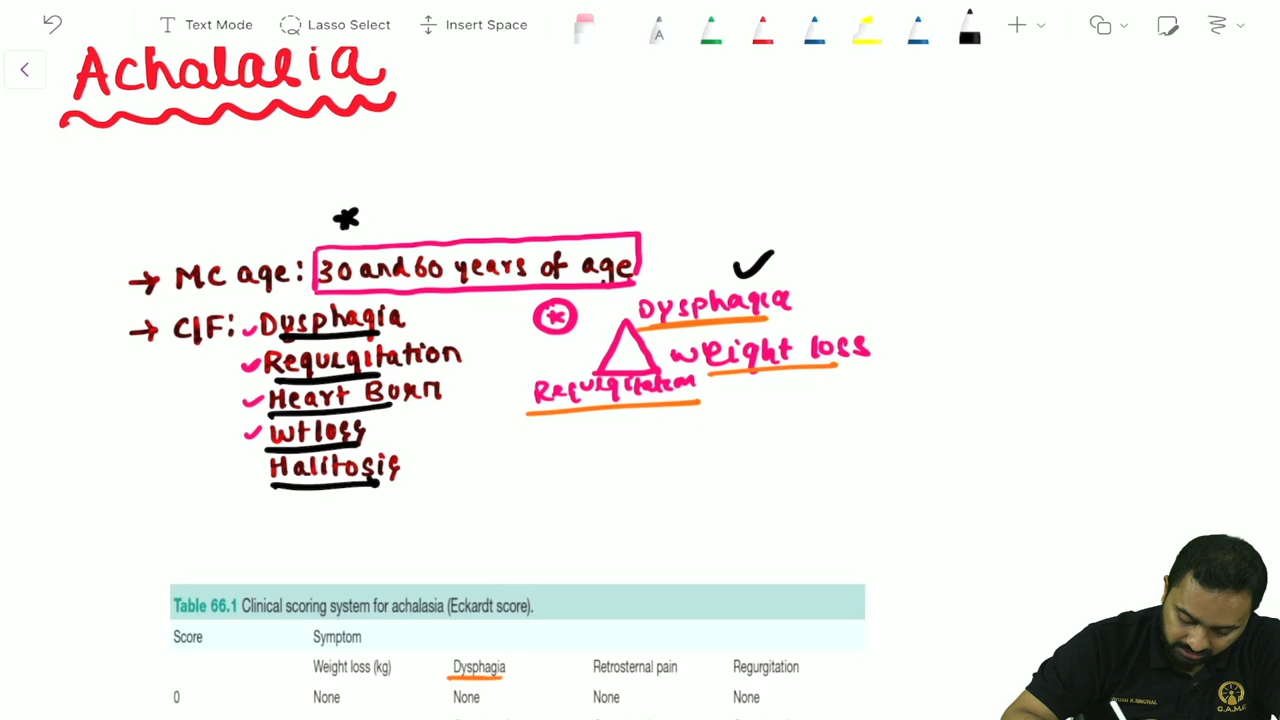 Text Mode Lasso Select Insert Space
Achalasia
→ MC age: 30 and 60 years of age
→ C/F: Dysphagia
Regurgitation
Heart Burn
Wt loss
Halitosis
Dysphagia
Weight loss
Regurgitation
Table 66.1 Clinical scoring system for achalasia (Eckardt score).
Score Symptom
Weight loss (kg) Dysphagia Retrosternal pain Regurgitation
0 None None None None
G.A.M.E